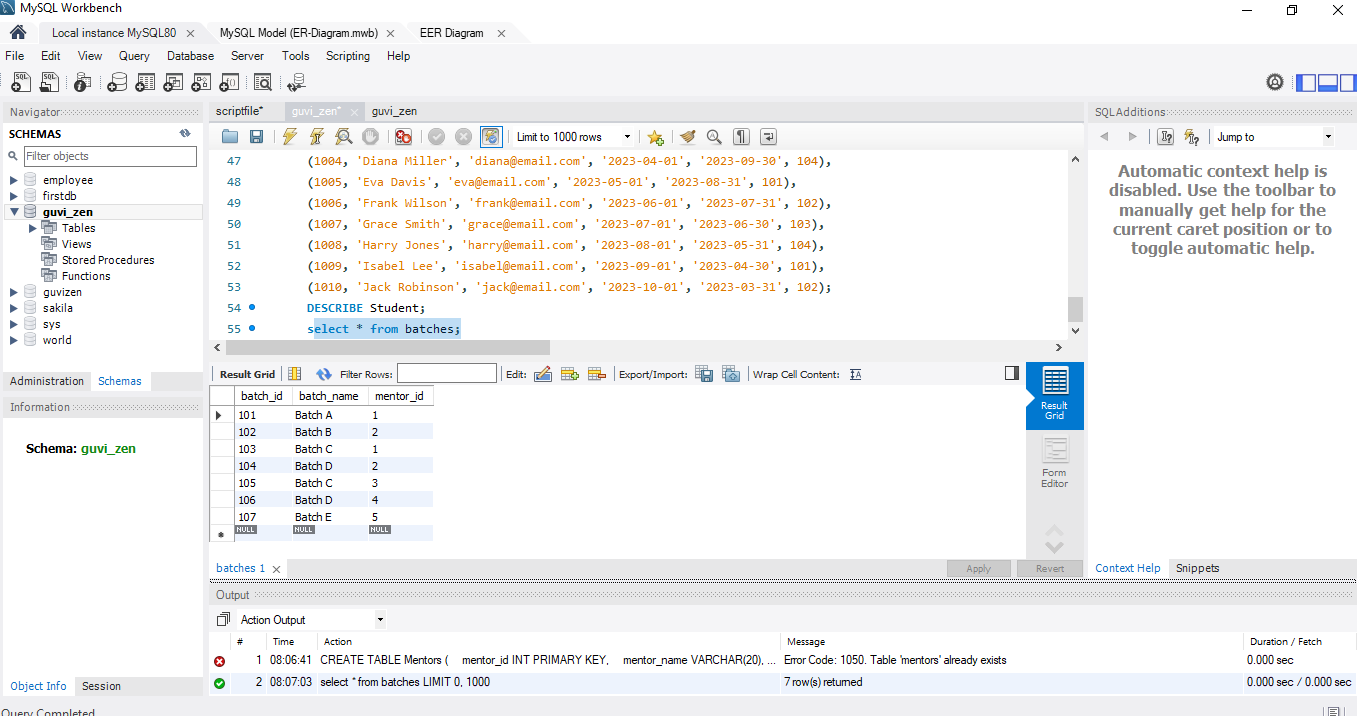 MySQL Workbench
Local instance MySQL80 MySQL Model (ER-Diagram.mwb) EER Diagram
File Edit View Query Database Server Tools Scripting Help
Navigator
SCHEMAS
Filter objects
employee
firstdb
guvi_zen
Tables
Views
Stored Procedures
Functions
guvizen
sakila
sys
world
Administration Schemas
Information
Schema: guvi_zen
Object Info Session
scriptfile* guvi_zen* guvi_zen
Limit to 1000 rows
47 (1004, 'Diana Miller', 'diana@email.com', '2023-04-01', '2023-09-30', 104),
48 (1005, 'Eva Davis', 'eva@email.com', '2023-05-01', '2023-08-31', 101),
49 (1006, 'Frank Wilson', 'frank@email.com', '2023-06-01', '2023-07-31', 102),
50 (1007, 'Grace Smith', 'grace@email.com', '2023-07-01', '2023-06-30', 103),
51 (1008, 'Harry Jones', 'harry@email.com', '2023-08-01', '2023-05-31', 104),
52 (1009, 'Isabel Lee', 'isabel@email.com', '2023-09-01', '2023-04-30', 101),
53 (1010, 'Jack Robinson', 'jack@email.com', '2023-10-01', '2023-03-31', 102);
54 DESCRIBE Student;
55 select * from batches;
Result Grid Filter Rows: Edit: Export/Import: Wrap Cell Content:
batch_id batch_name mentor_id
101 Batch A 1
102 Batch B 2
103 Batch C 1
104 Batch D 2
105 Batch C 3
106 Batch D 4
107 Batch E 5
NULL NULL NULL
Result
Grid
Form
Editor
batches 1 Apply Revert
SQLAdditions
Jump to
Automatic context help is
disabled. Use the toolbar to
manually get help for the
current caret position or to
toggle automatic help.
Context Help Snippets
Output
Action Output
# Time Action Message Duration / Fetch
1 08:06:41 CREATE TABLE Mentors ( mentor_id INT PRIMARY KEY, mentor_name VARCHAR(20), ... Error Code: 1050. Table 'mentors' already exists 0.000 sec
2 08:07:03 select * from batches LIMIT 0, 1000 7 row(s) returned 0.000 sec / 0.000 sec
Query Completed